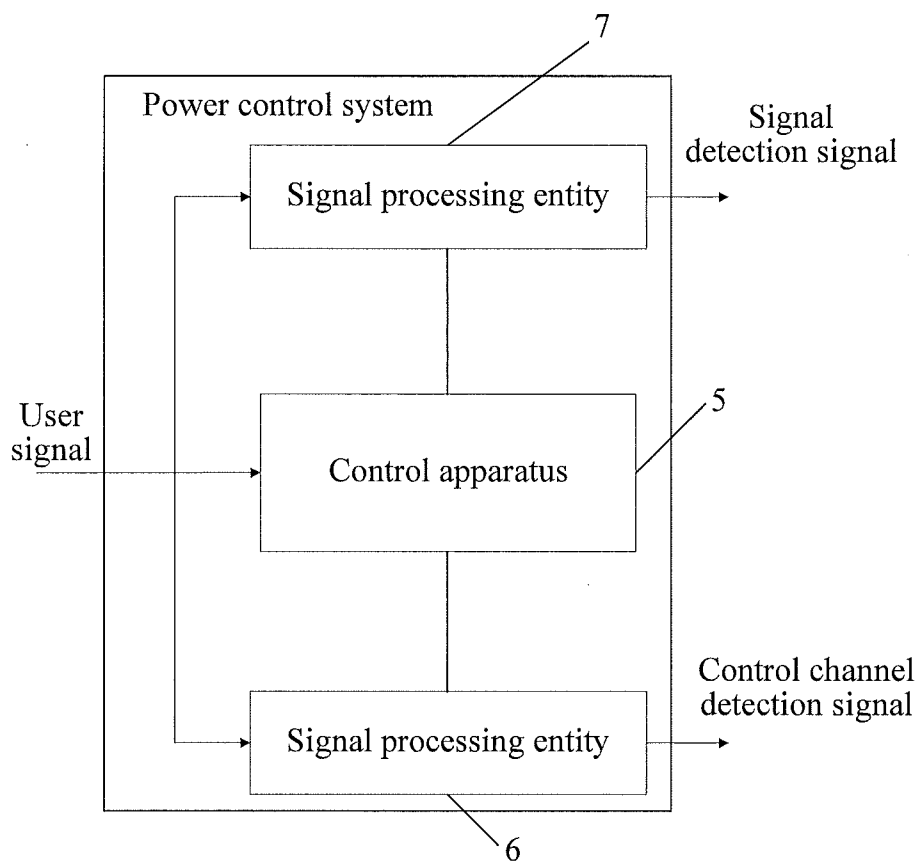 7
Power control system
Signal
detection signal
Signal processing entity
5
User
signal
Control apparatus
Control channel
detection signal
Signal processing entity
6